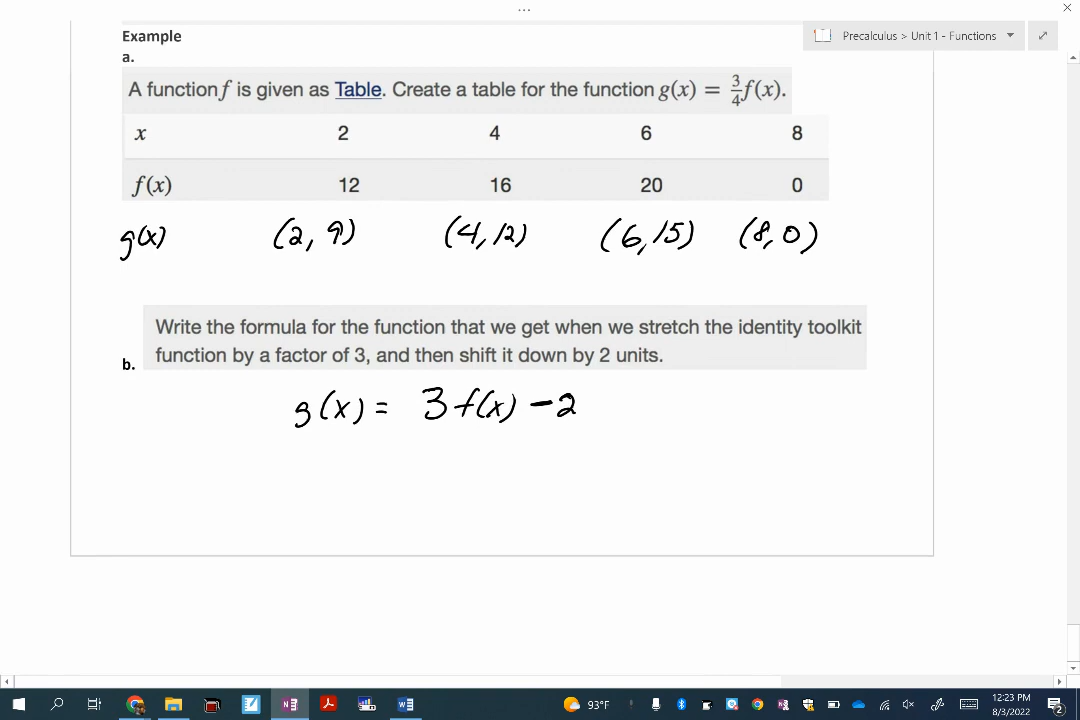 ...
Example
Precalculus > Unit 1 - Functions
a.
A function f is given as Table. Create a table for the function g(x) = 3/4 f(x).
x 2 4 6 8
f(x) 12 16 20 0
g(x) (2, 9) (4, 12) (6, 15) (8, 0)
Write the formula for the function that we get when we stretch the identity toolkit
function by a factor of 3, and then shift it down by 2 units.
b.
g(x) = 3 f(x) - 2
93°F
12:23 PM
8/3/2022
2